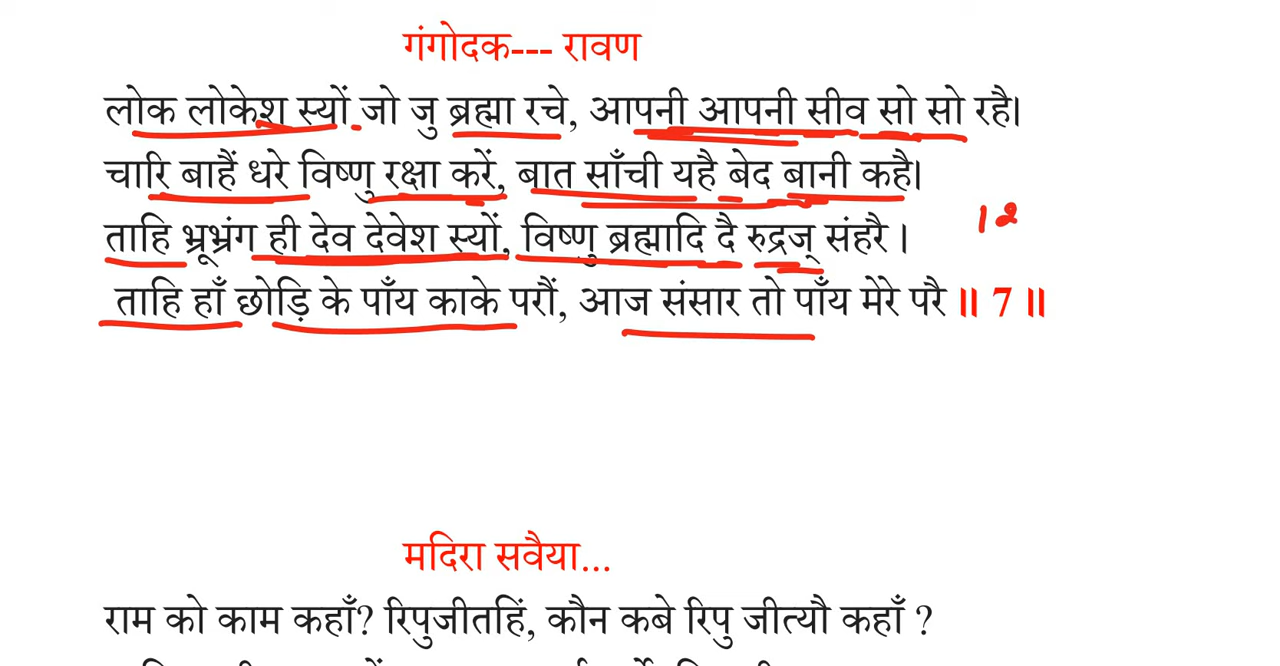 गंगोदक--- रावण
लोक लोकेश स्यों जो जु ब्रह्मा रचे, आपनी आपनी सीव सो सो रहै।
चारि बाहैं धरे विष्णु रक्षा करें, बात साँची यहै बेद बानी कहै।
12
ताहि भ्रूभ्रंग ही देव देवेश स्यों, विष्णु ब्रह्मादि दै रुद्रज् संहरै ।
ताहि हाँ छोड़ि के पाँय काके परौं, आज संसार तो पाँय मेरे परै ॥ 7 ॥
मदिरा सवैया...
राम को काम कहाँ? रिपुजीतहिं, कौन कबे रिपु जीत्यौ कहाँ ?